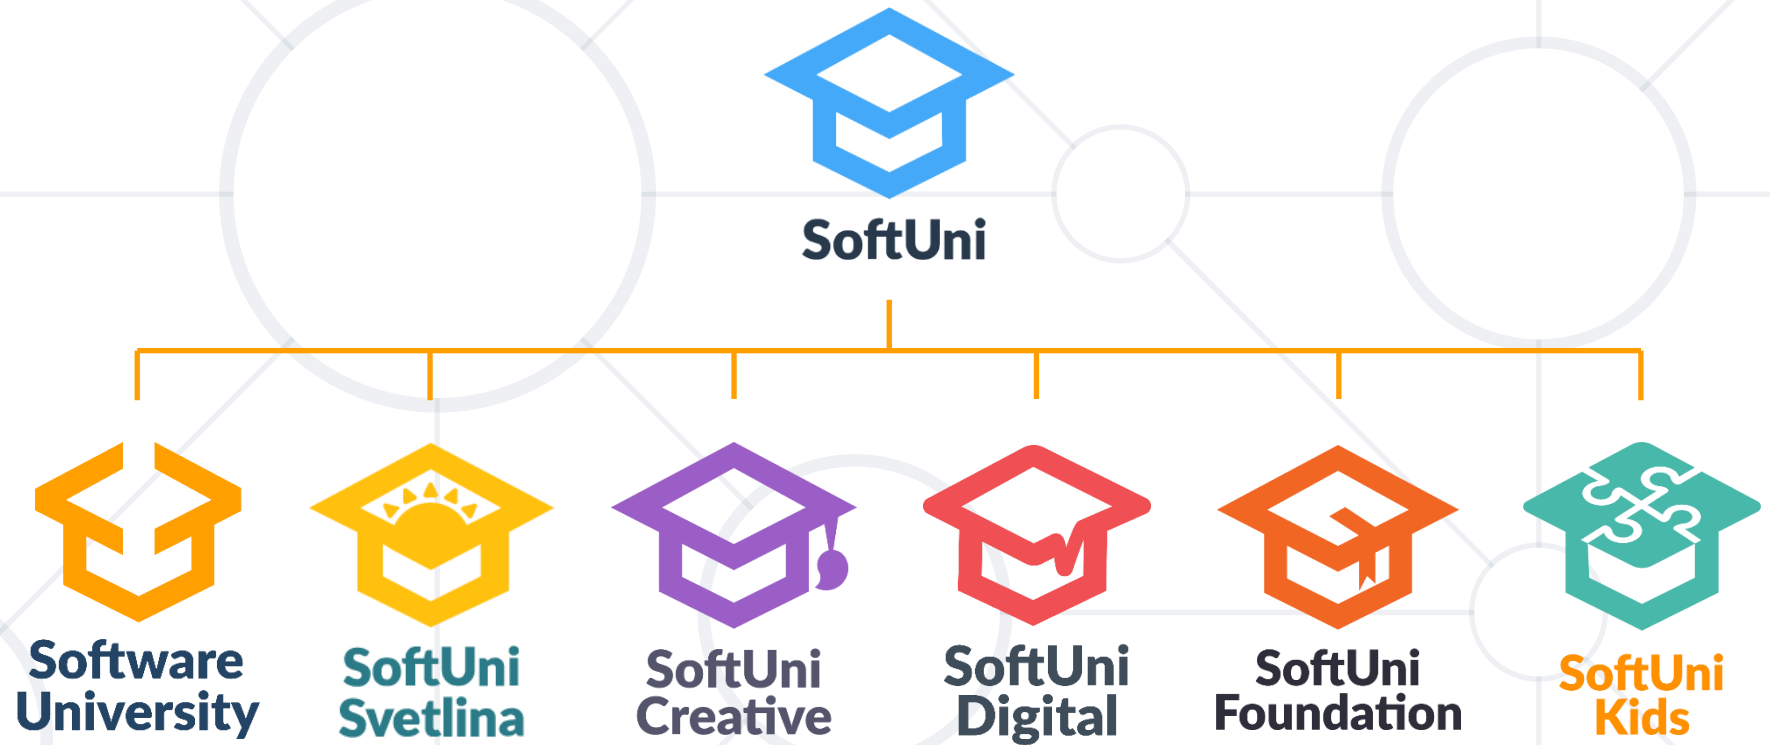 SoftUni
Software
University
SoftUni
Svetlina
SoftUni
Creative
SoftUni
Digital
SoftUni
Foundation
SoftUni
Kids